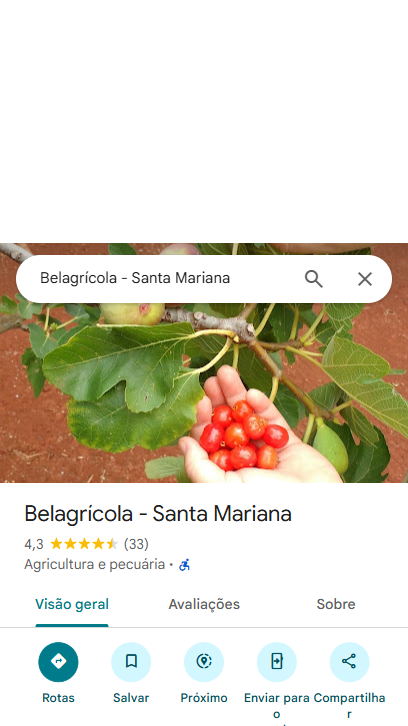 Belagrícola - Santa Mariana
Belagrícola - Santa Mariana
4,3 (33)
Agricultura e pecuária ·
Visão geral Avaliações Sobre
Rotas Salvar Próximo Enviar para Compartilha
o r